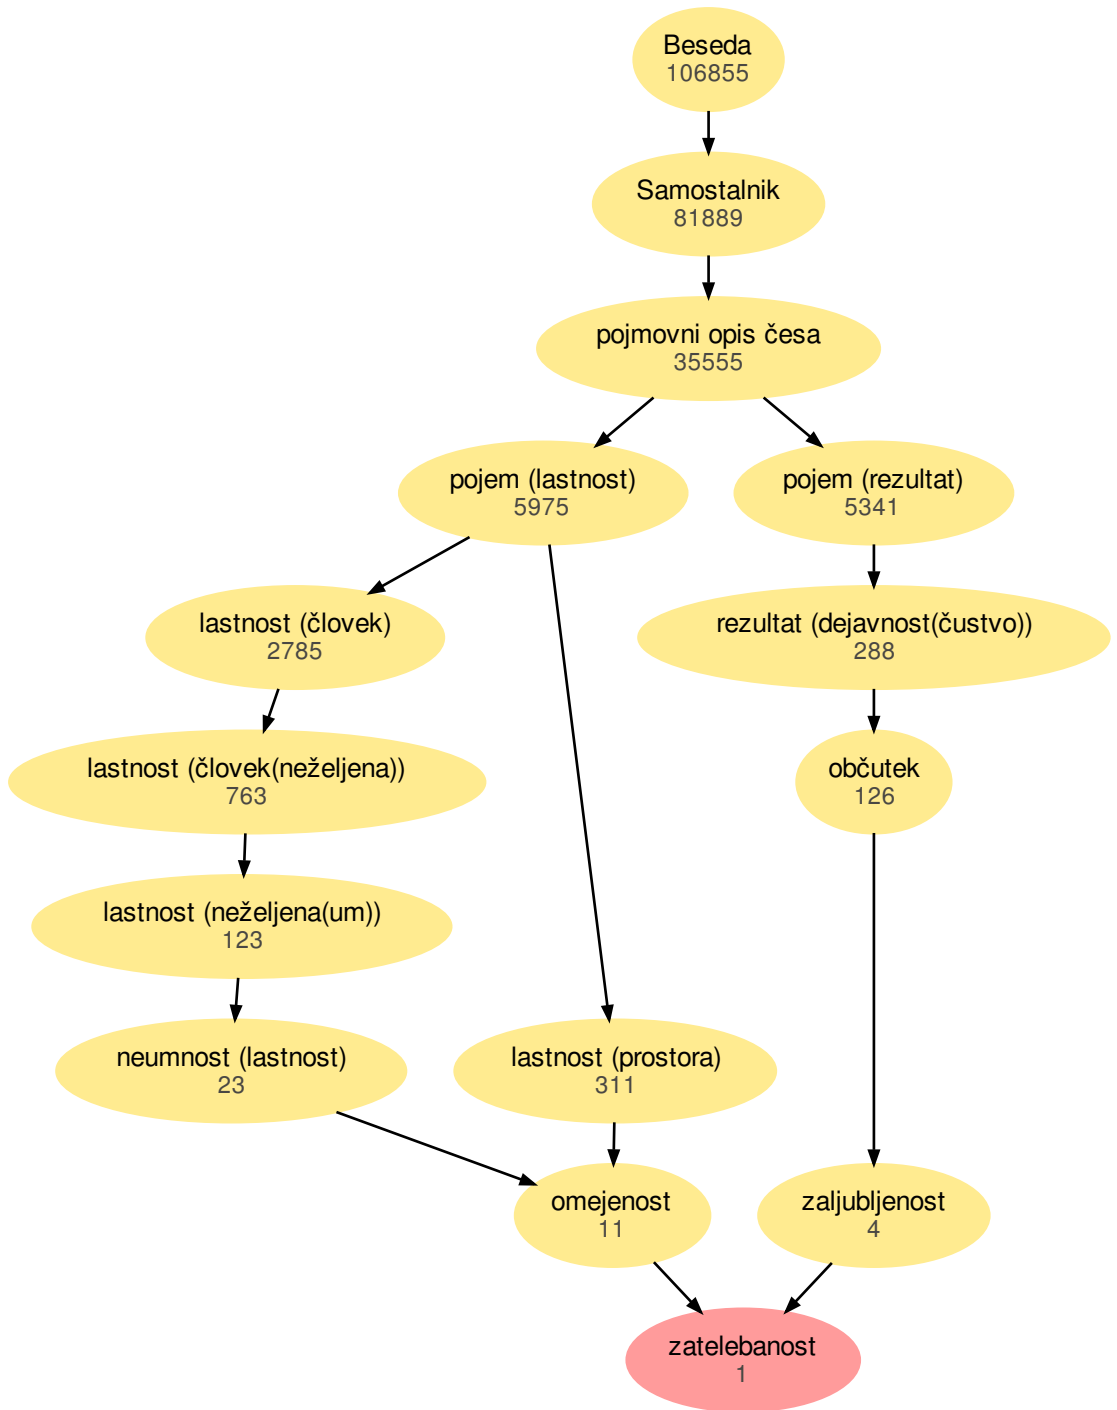 Beseda
106855
Samostalnik
81889
pojmovni opis česa
35555
pojem (lastnost)
5975
pojem (rezultat)
5341
lastnost (človek)
2785
rezultat (dejavnost(čustvo))
288
lastnost (človek(neželjena))
763
občutek
126
lastnost (neželjena(um))
123
neumnost (lastnost)
23
lastnost (prostora)
311
omejenost
11
zaljubljenost
4
zatelebanost
1